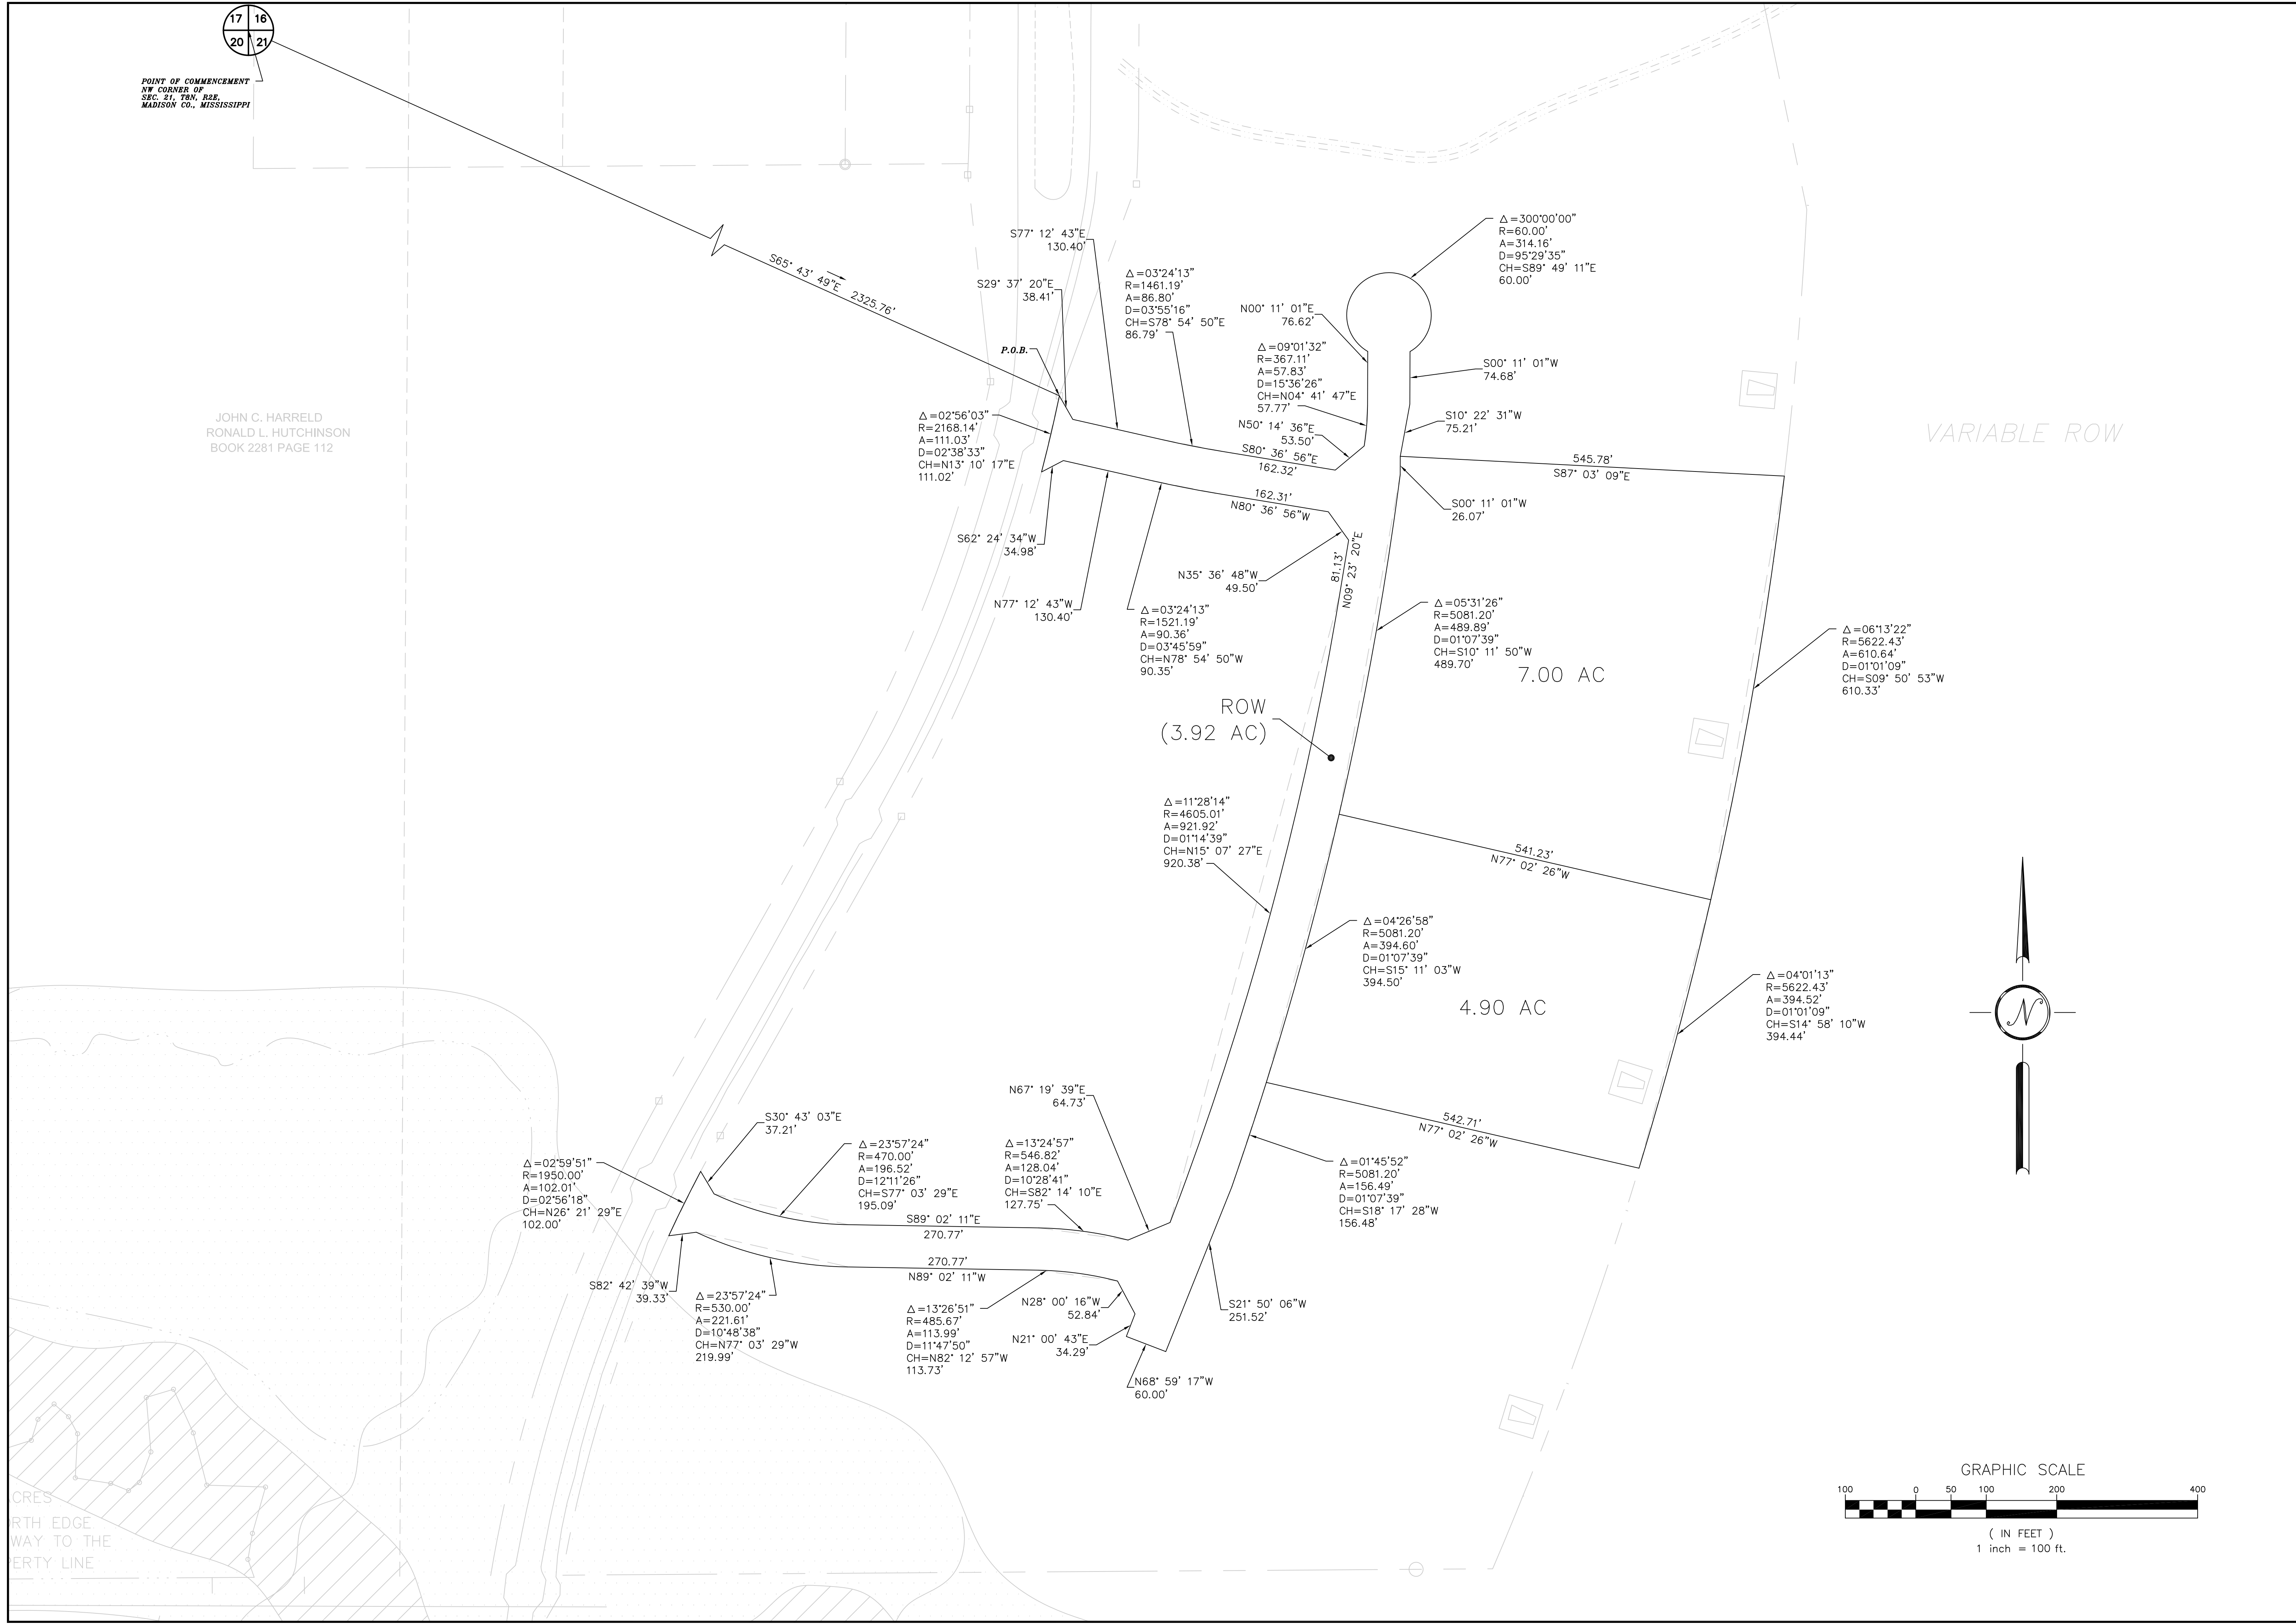 17 16
20 21
POINT OF COMMENCEMENT
NW CORNER OF
SEC. 21, T8N, R2E,
MADISON CO., MISSISSIPPI
S65° 43' 49"E 2325.76'
P.O.B.
S29° 37' 20"E
38.41'
S77° 12' 43"E
130.40'
Δ=03°24'13"
R=1461.19'
A=86.80'
D=03°55'16"
CH=S78° 54' 50"E
86.79'
Δ=300°00'00"
R=60.00'
A=314.16'
D=95°29'35"
CH=S89° 49' 11"E
60.00'
N00° 11' 01"E
76.62'
Δ=09°01'32"
R=367.11'
A=57.83'
D=15°36'26"
CH=N04° 41' 47"E
57.77'
N50° 14' 36"E
53.50'
S80° 36' 56"E
162.32'
S00° 11' 01"W
74.68'
S10° 22' 31"W
75.21'
545.78'
S87° 03' 09"E
S00° 11' 01"W
26.07'
JOHN C. HARRELD
RONALD L. HUTCHINSON
BOOK 2281 PAGE 112
VARIABLE ROW
Δ=02°56'03"
R=2168.14'
A=111.03'
D=02°38'33"
CH=N13° 10' 17"E
111.02'
162.31'
N80° 36' 56"W
S62° 24' 34"W
34.98'
N77° 12' 43"W
130.40'
N35° 36' 48"W
49.50'
Δ=03°24'13"
R=1521.19'
A=90.36'
D=03°45'59"
CH=N78° 54' 50"W
90.35'
81.13'
N09° 23' 20"E
Δ=05°31'26"
R=5081.20'
A=489.89'
D=01°07'39"
CH=S10° 11' 50"W
489.70'
7.00 AC
Δ=06°13'22"
R=5622.43'
A=610.64'
D=01°01'09"
CH=S09° 50' 53"W
610.33'
ROW
(3.92 AC)
Δ=11°28'14"
R=4605.01'
A=921.92'
D=01°14'39"
CH=N15° 07' 27"E
920.38'
541.23'
N77° 02' 26"W
Δ=04°26'58"
R=5081.20'
A=394.60'
D=01°07'39"
CH=S15° 11' 03"W
394.50'
4.90 AC
Δ=04°01'13"
R=5622.43'
A=394.52'
D=01°01'09"
CH=S14° 58' 10"W
394.44'
N
N67° 19' 39"E
64.73'
542.71'
N77° 02' 26"W
S30° 43' 03"E
37.21'
Δ=23°57'24"
R=470.00'
A=196.52'
D=12°11'26"
CH=S77° 03' 29"E
195.09'
Δ=13°24'57"
R=546.82'
A=128.04'
D=10°28'41"
CH=S82° 14' 10"E
127.75'
Δ=02°59'51"
R=1950.00'
A=102.01'
D=02°56'18"
CH=N26° 21' 29"E
102.00'
Δ=01°45'52"
R=5081.20'
A=156.49'
D=01°07'39"
CH=S18° 17' 28"W
156.48'
S89° 02' 11"E
270.77'
270.77'
N89° 02' 11"W
S82° 42' 39"W
39.33'
Δ=23°57'24"
R=530.00'
A=221.61'
D=10°48'38"
CH=N77° 03' 29"W
219.99'
Δ=13°26'51"
R=485.67'
A=113.99'
D=11°47'50"
CH=N82° 12' 57"W
113.73'
N28° 00' 16"W
52.84'
N21° 00' 43"E
34.29'
S21° 50' 06"W
251.52'
N68° 59' 17"W
60.00'
CRES
RTH EDGE
WAY TO THE
ERTY LINE
GRAPHIC SCALE
100 0 50 100 200 400
( IN FEET )
1 inch = 100 ft.